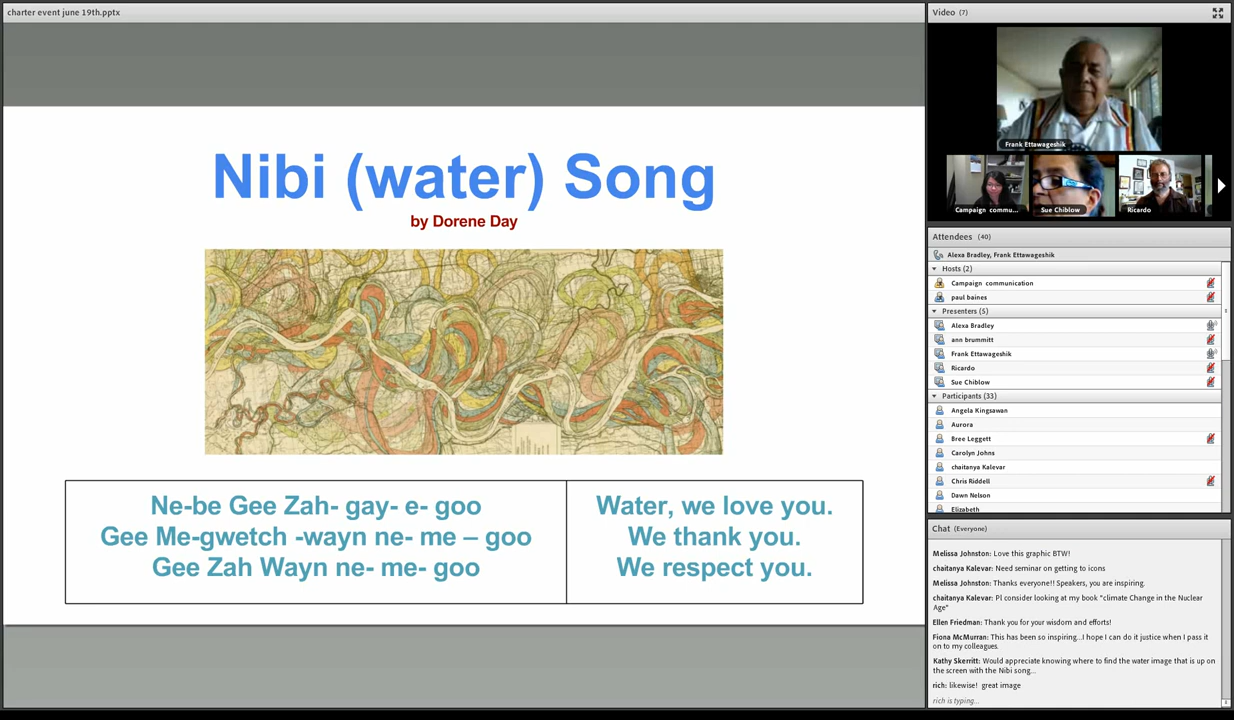 charter event june 19th.pptx
Nibi (water) Song
by Dorene Day
Ne-be Gee Zah- gay- e- goo
Gee Me-gwetch -wayn ne- me – goo
Gee Zah Wayn ne- me- goo
Water, we love you.
We thank you.
We respect you.
Video (7)
Frank Ettawageshik
Campaign commu...
Sue Chiblow
Ricardo
Attendees (40)
Alexa Bradley, Frank Ettawageshik
Hosts (2)
Campaign communication
paul baines
Presenters (5)
Alexa Bradley
ann brummitt
Frank Ettawageshik
Ricardo
Sue Chiblow
Participants (33)
Angela Kingsawan
Aurora
Bree Leggett
Carolyn Johns
chaitanya Kalevar
Chris Riddell
Dawn Nelson
Elizabeth
Chat (Everyone)
Melissa Johnston: Love this graphic BTW!
chaitanya Kalevar: Need seminar on getting to icons
Melissa Johnston: Thanks everyone!! Speakers, you are inspiring.
chaitanya Kalevar: Pl consider looking at my book "climate Change in the Nuclear
Age"
Ellen Friedman: Thank you for your wisdom and efforts!
Fiona McMurran: This has been so inspiring...I hope I can do it justice when I pass it
on to my colleagues.
Kathy Skerritt: Would appreciate knowing where to find the water image that is up on
the screen with the Nibi song...
rich: likewise! great image
rich is typing...